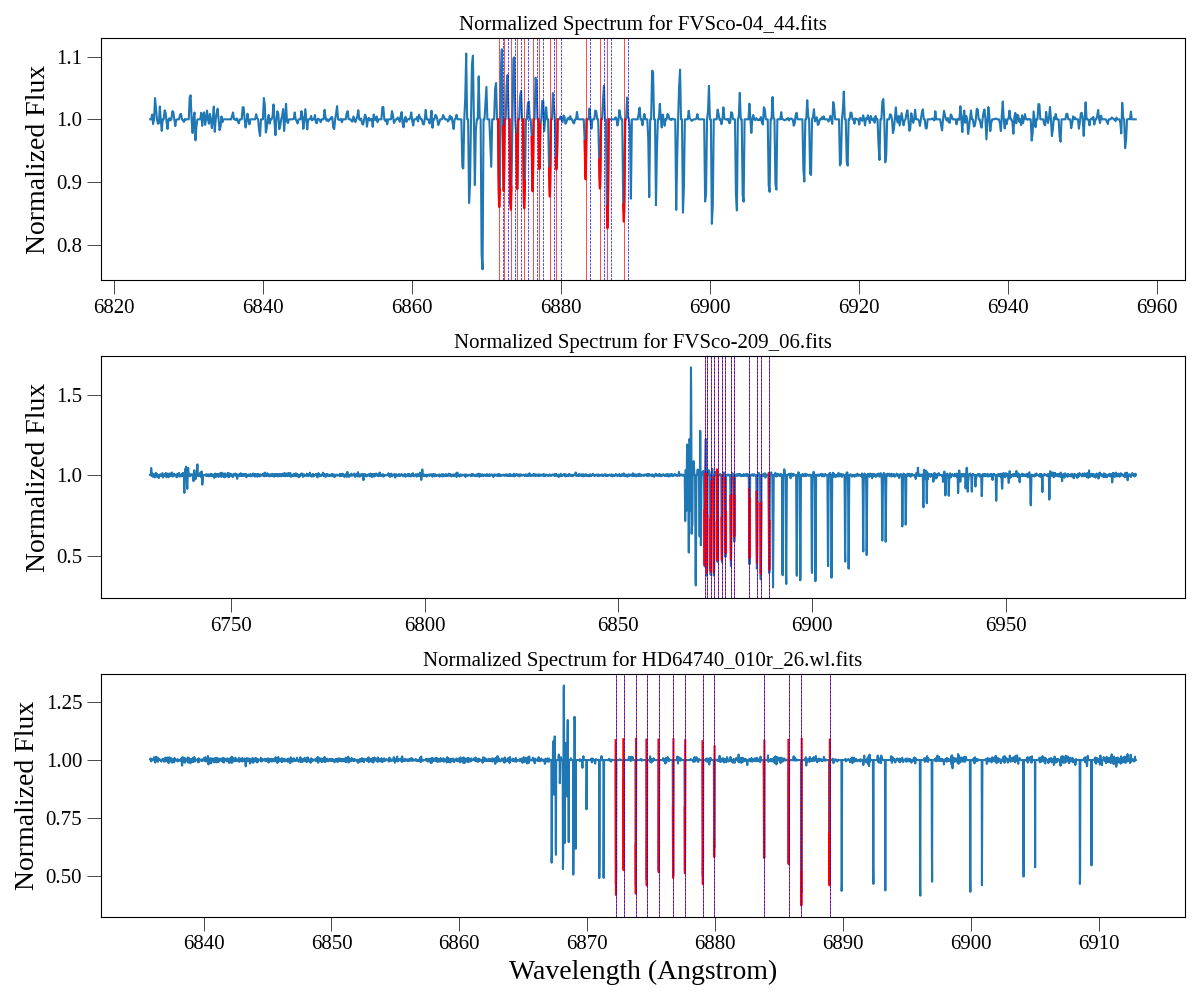 Normalized Spectrum for FVSco-04_44.fits
Normalized Flux
1.1
1.0
0.9
0.8
6820 6840 6860 6880 6900 6920 6940 6960
Normalized Spectrum for FVSco-209_06.fits
Normalized Flux
1.5
1.0
0.5
6750 6800 6850 6900 6950
Normalized Spectrum for HD64740_010r_26.wl.fits
Normalized Flux
1.25
1.00
0.75
0.50
6840 6850 6860 6870 6880 6890 6900 6910
Wavelength (Angstrom)